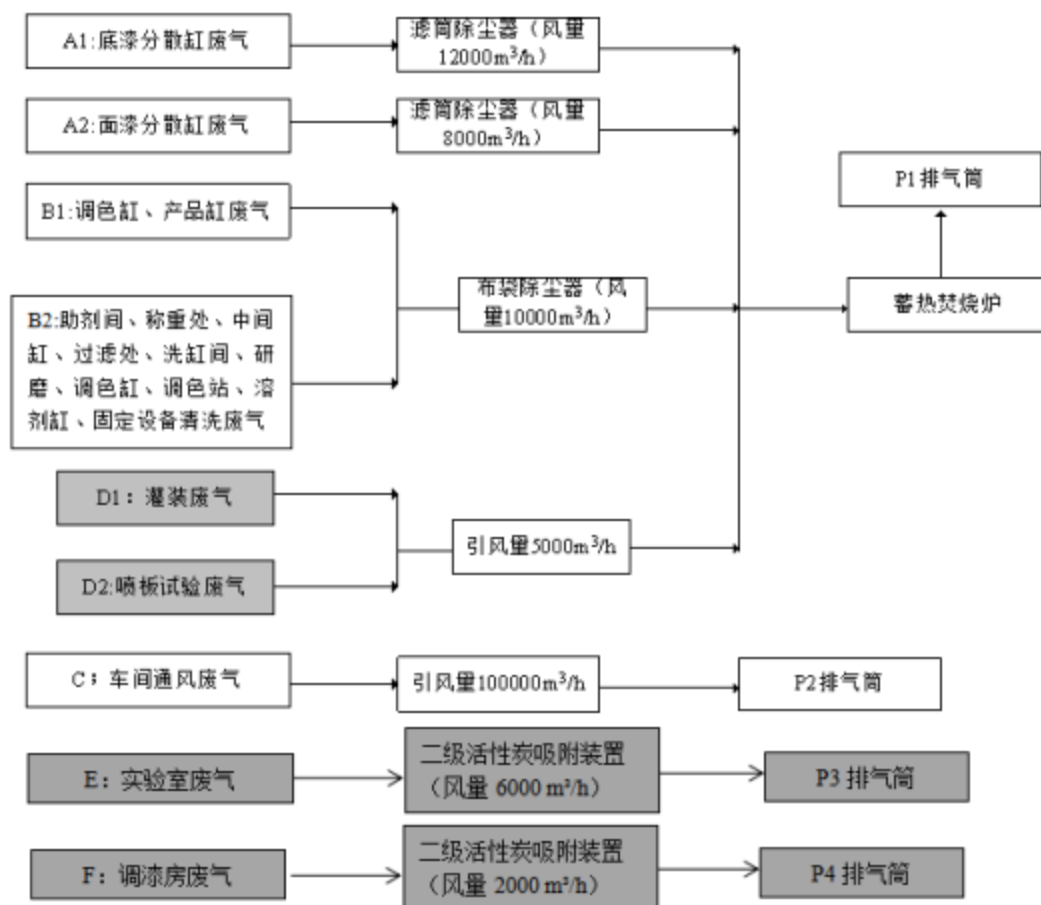 A1:底漆分散缸废气
滤筒除尘器（风量
12000m³/h）
A2:面漆分散缸废气
滤筒除尘器（风量
8000m³/h）
P1排气筒
B1:调色缸、产品缸废气
布袋除尘器（风
量10000m³/h）
蓄热焚烧炉
B2:助剂间、称重处、中间
缸、过滤处、洗缸间、研
磨、调色缸、调色站、溶
剂缸、固定设备清洗废气
D1：灌装废气
引风量5000m³/h
D2:喷板试验废气
C；车间通风废气
引风量100000m³/h
P2排气筒
E：实验室废气
二级活性炭吸附装置
（风量 6000 m³/h）
P3 排气筒
F：调漆房废气
二级活性炭吸附装置
（风量 2000 m³/h）
P4 排气筒